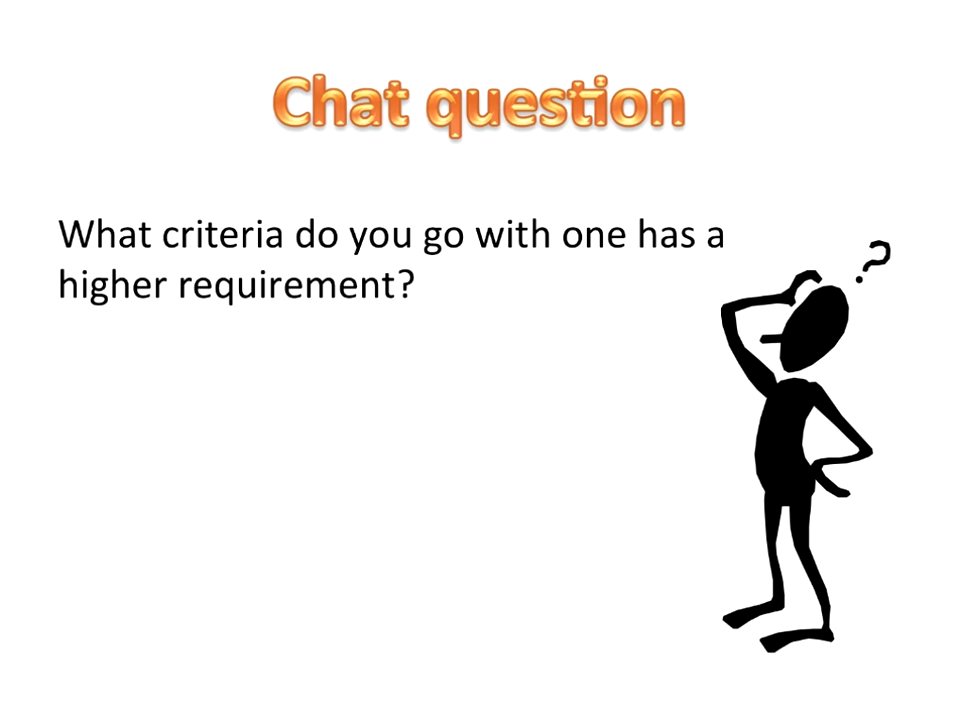 Chat question
What criteria do you go with one has a
higher requirement?
?